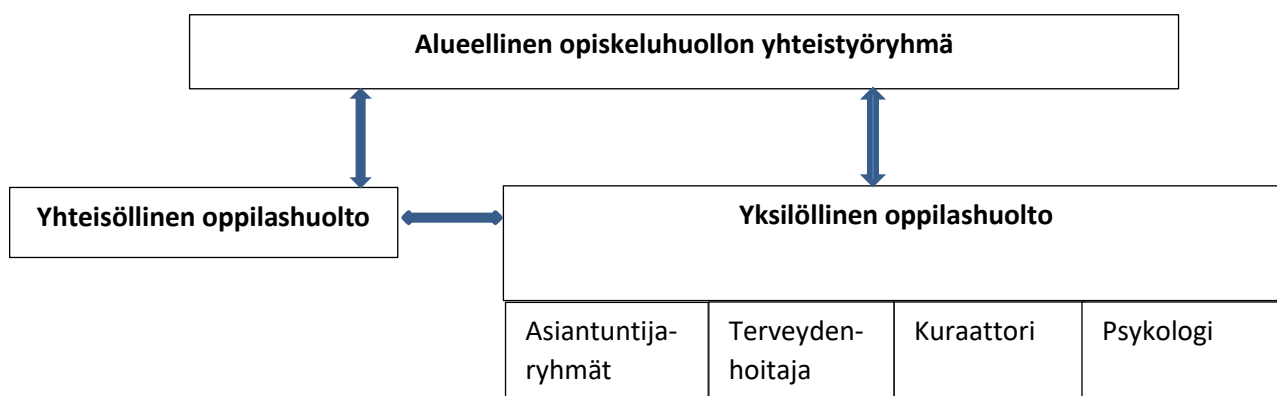 Alueellinen opiskeluhuollon yhteistyöryhmä
Yhteisöllinen oppilashuolto
Yksilöllinen oppilashuolto
Asiantuntija-
ryhmät
Terveyden-
hoitaja
Kuraattori
Psykologi